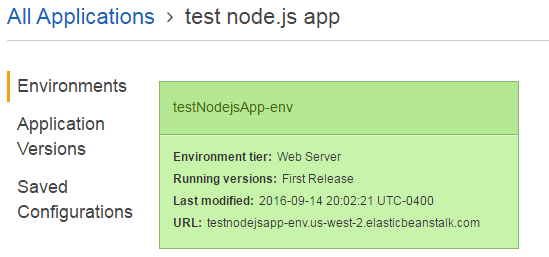 All Applications › test node.js app
Environments
Application
Versions
Saved
Configurations
testNodejsApp-env
Environment tier: Web Server
Running versions: First Release
Last modified: 2016-09-14 20:02:21 UTC-0400
URL: testnodejsapp-env.us-west-2.elasticbeanstalk.com